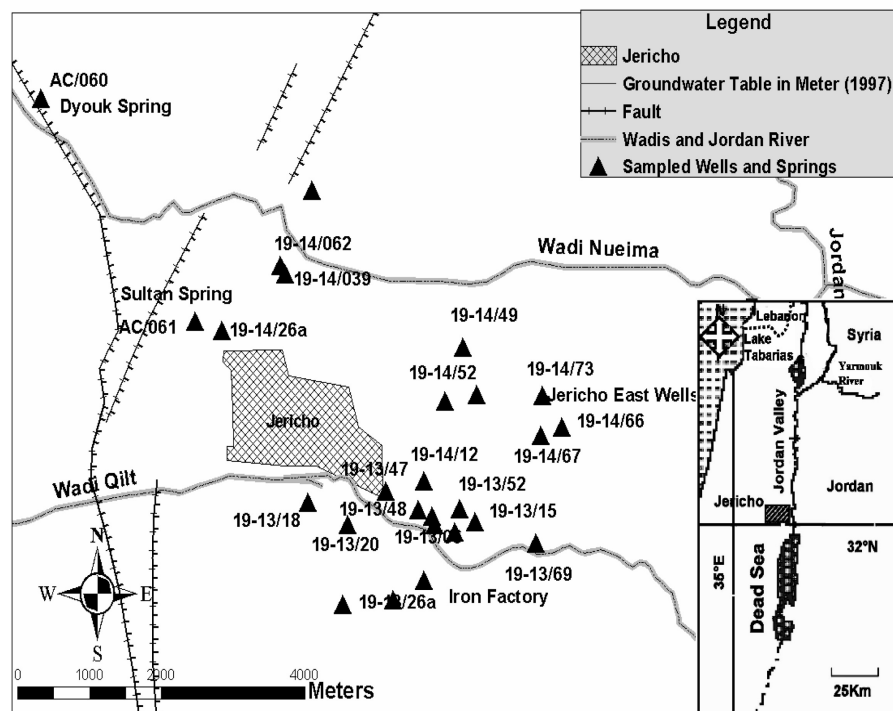 Legend
Jericho
Groundwater Table in Meter (1997)
Fault
Wadis and Jordan River
Sampled Wells and Springs
AC/060
Dyouk Spring
19-14/062
19-14/039
Wadi Nueima
Jordan
Sultan Spring
AC/061
19-14/26a
19-14/49
19-14/52
19-14/73
Jericho East Wells
19-14/66
19-14/67
Jericho
19-14/12
19-13/47
19-13/52
Wadi Qilt
19-13/18
19-13/48
19-13/15
19-13/20
19-13/69
Iron Factory
N
W
E
S
0
1000
2000
4000
Meters
N
Lebanon
Lake
Tabarias
Syria
Yarmouk
River
Jordan Valley
Jericho
Jordan
32°N
35°E
Dead Sea
25Km